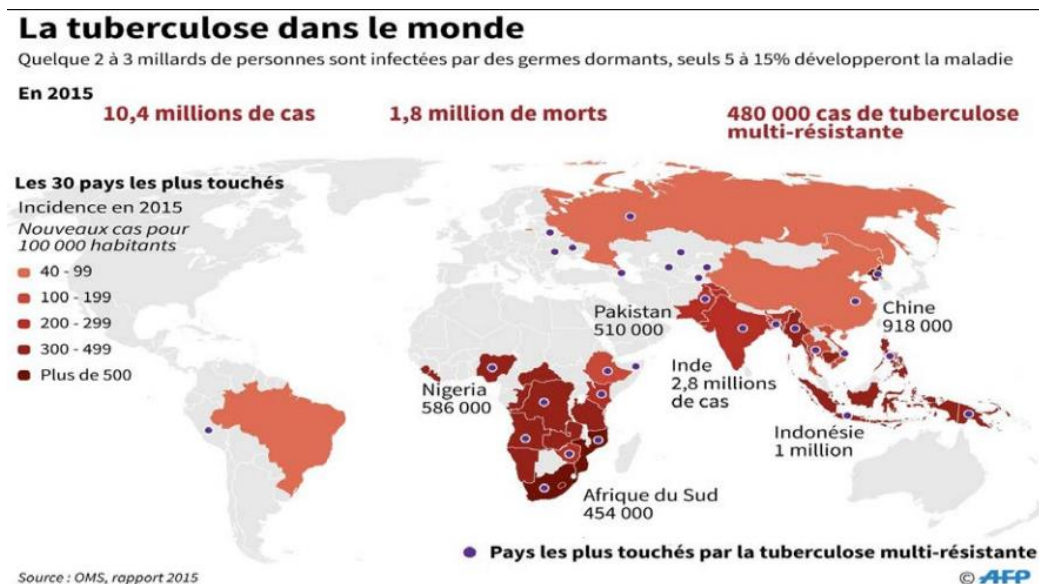 La tuberculose dans le monde
Quelque 2 à 3 millards de personnes sont infectées par des germes dormants, seuls 5 à 15% développeront la maladie
En 2015
10,4 millions de cas
1,8 million de morts
480 000 cas de tuberculose
multi-résistante
Les 30 pays les plus touchés
Incidence en 2015
Nouveaux cas pour
100 000 habitants
40 - 99
100 - 199
200 - 299
300 - 499
Plus de 500
Pakistan
510 000
Chine
918 000
Nigeria
586 000
Inde
2,8 millions
de cas
Indonésie
1 million
Afrique du Sud
454 000
Pays les plus touchés par la tuberculose multi-résistante
Source : OMS, rapport 2015
© AFP